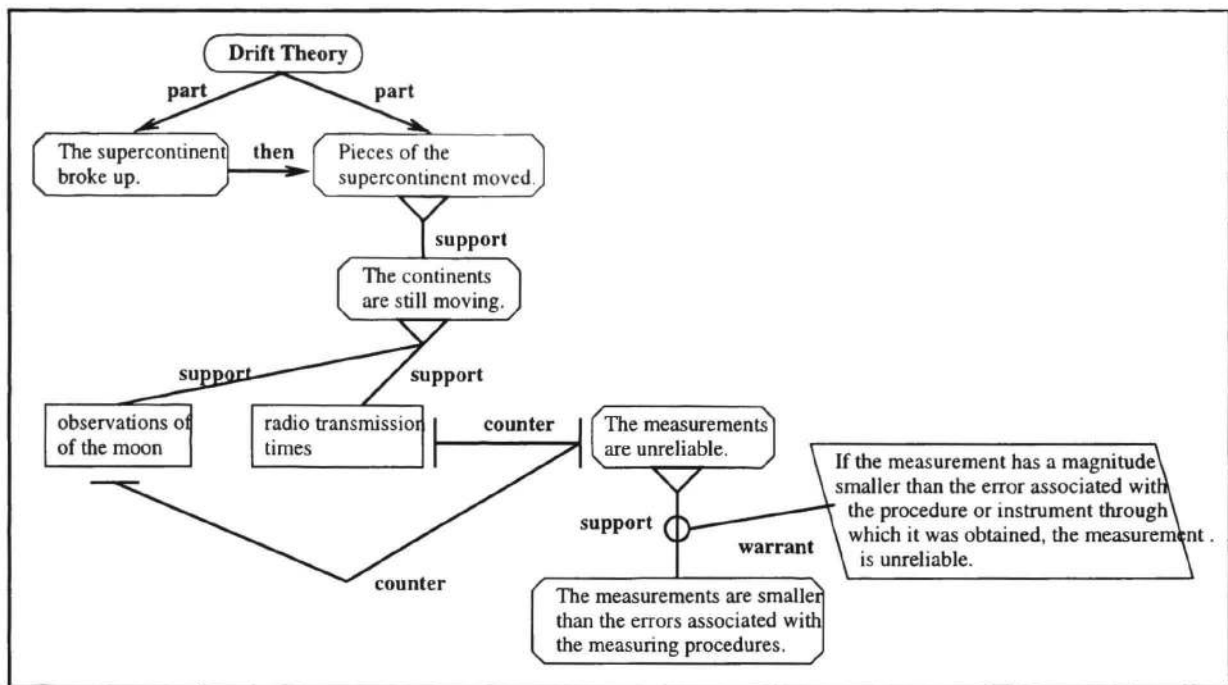 Drift Theory
part
part
The supercontinent
broke up.
then
Pieces of the
supercontinent moved.
support
The continents
are still moving.
support
support
observations of
of the moon
radio transmission
times
counter
The measurements
are unreliable.
If the measurement has a magnitude
smaller than the error associated with
the procedure or instrument through
which it was obtained, the measurement .
is unreliable.
support
warrant
counter
The measurements are smaller
than the errors associated with
the measuring procedures.